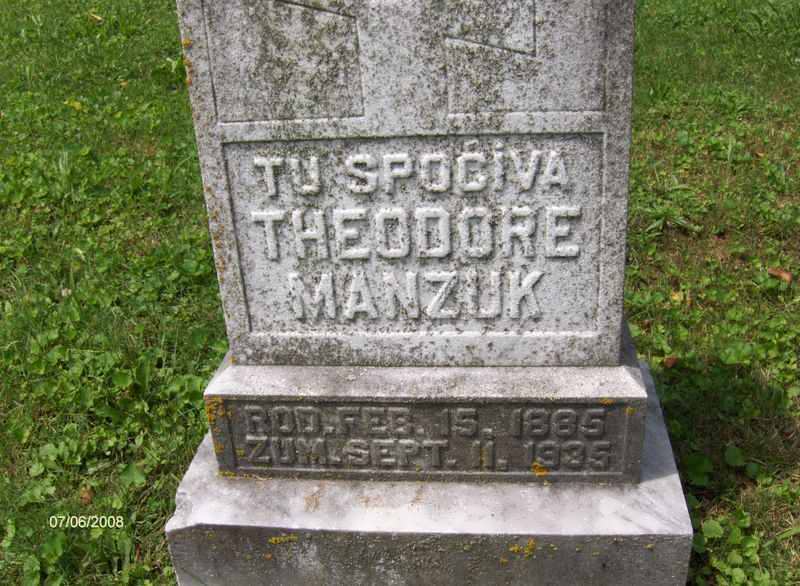 TU SPOČIVA
THEODORE
MANZUK
ROD. FEB. 15. 1885
ZUM. SEPT. 11. 1935
07/06/2008